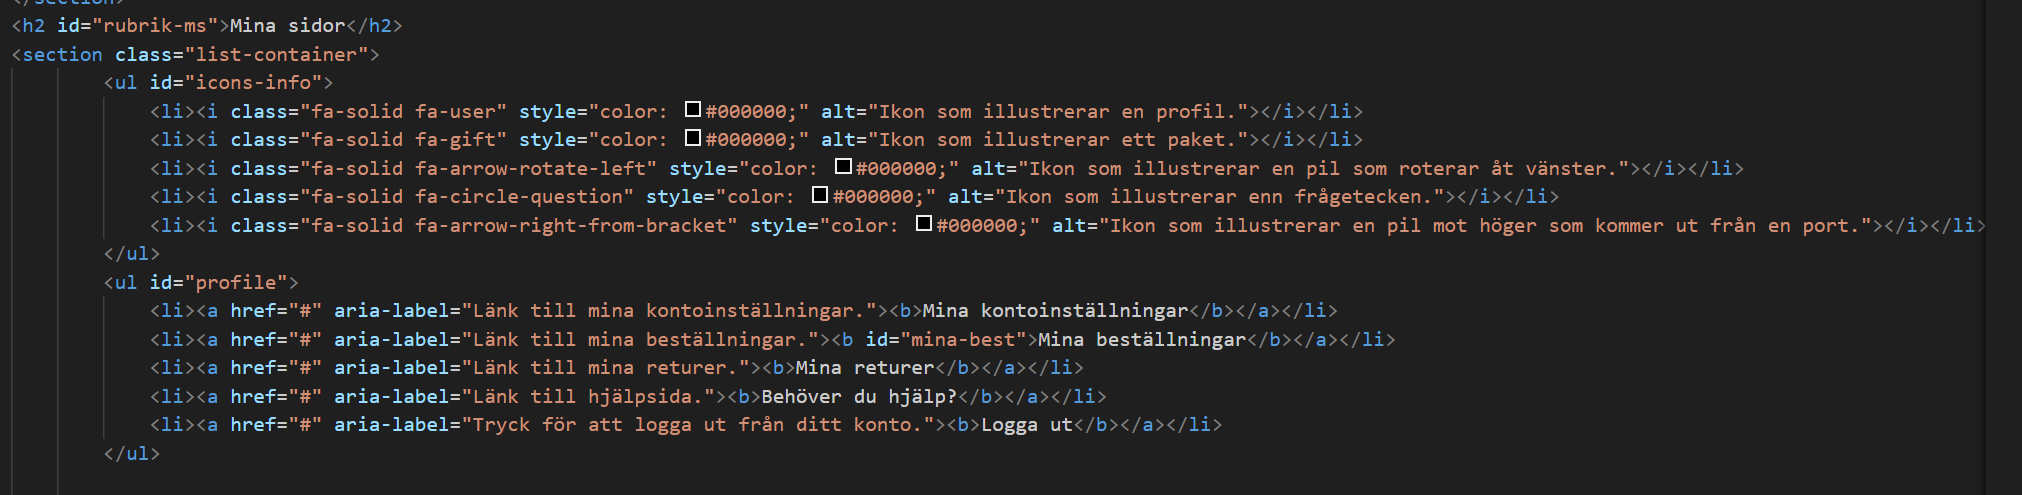 </section>
<h2 id="rubrik-ms">Mina sidor</h2>
<section class="list-container">
<ul id="icons-info">
<li><i class="fa-solid fa-user" style="color: #000000;" alt="Ikon som illustrerar en profil."></i></li>
<li><i class="fa-solid fa-gift" style="color: #000000;" alt="Ikon som illustrerar ett paket."></i></li>
<li><i class="fa-solid fa-arrow-rotate-left" style="color: #000000;" alt="Ikon som illustrerar en pil som roterar åt vänster."></i></li>
<li><i class="fa-solid fa-circle-question" style="color: #000000;" alt="Ikon som illustrerar enn frågetecken."></i></li>
<li><i class="fa-solid fa-arrow-right-from-bracket" style="color: #000000;" alt="Ikon som illustrerar en pil mot höger som kommer ut från en port."></i></li>
</ul>
<ul id="profile">
<li><a href="#" aria-label="Länk till mina kontoinställningar."><b>Mina kontoinställningar</b></a></li>
<li><a href="#" aria-label="Länk till mina beställningar."><b id="mina-best">Mina beställningar</b></a></li>
<li><a href="#" aria-label="Länk till mina returer."><b>Mina returer</b></a></li>
<li><a href="#" aria-label="Länk till hjälpsida."><b>Behöver du hjälp?</b></a></li>
<li><a href="#" aria-label="Tryck för att logga ut från ditt konto."><b>Logga ut</b></a></li>
</ul>